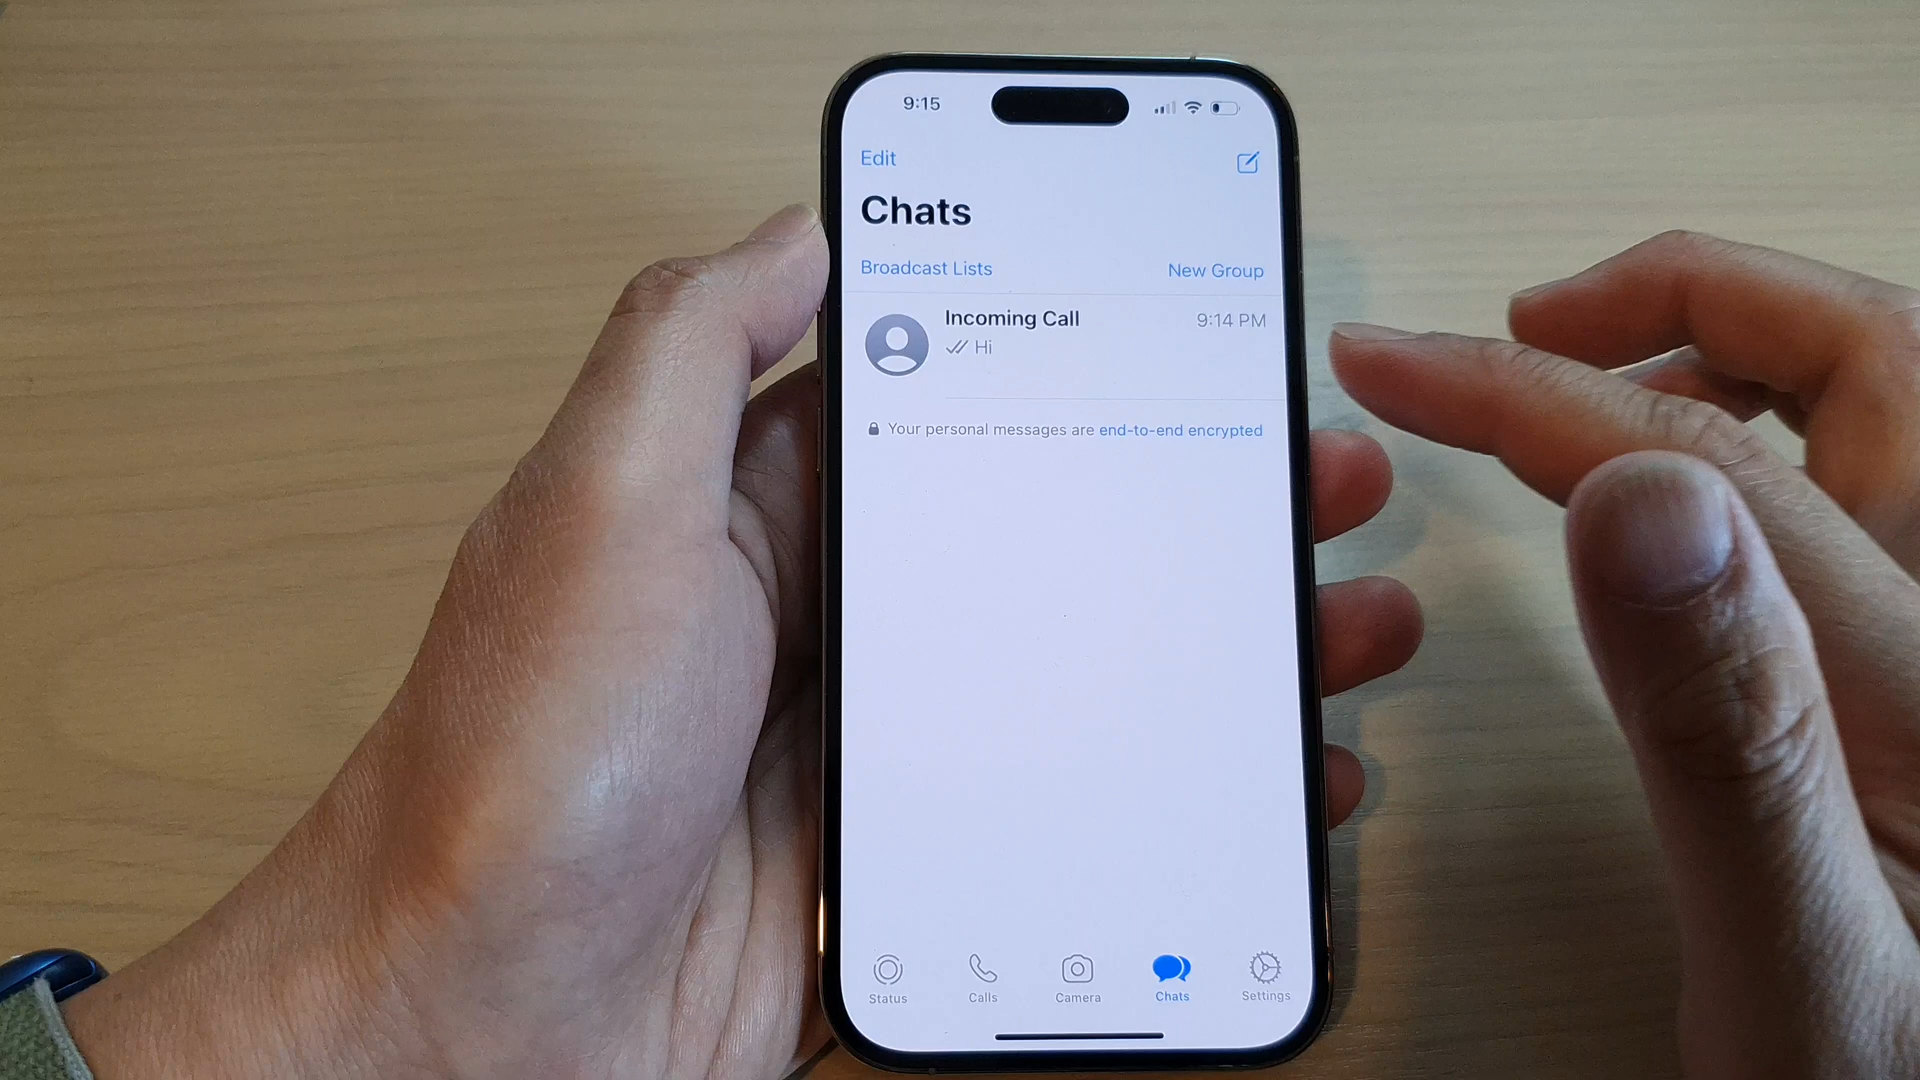 9:15
Edit
Chats
Broadcast Lists New Group
Incoming Call 9:14 PM
Hi
Your personal messages are end-to-end encrypted
Status Calls Camera Chats Settings